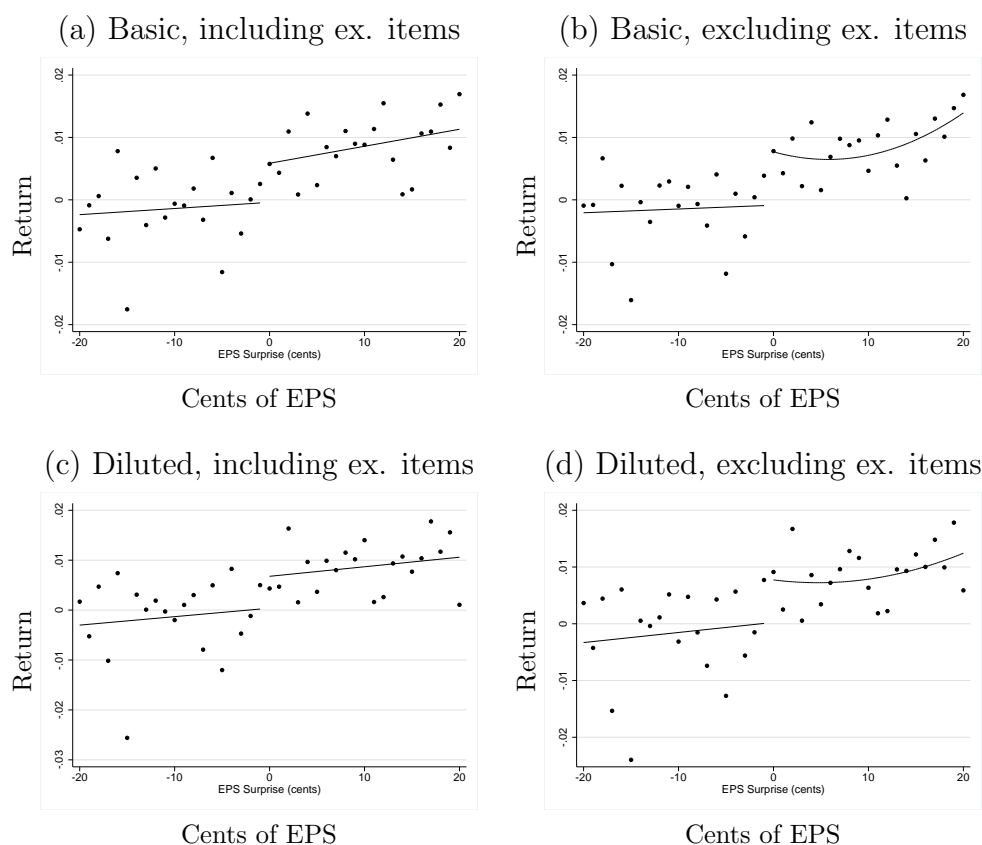 (a) Basic, including ex. items
(b) Basic, excluding ex. items
.02
.01
0
-.01
-.02
Return
-20
-10
0
10
20
EPS Surprise (cents)
Cents of EPS
.02
.01
0
-.01
-.02
Return
-20
-10
0
10
20
EPS Surprise (cents)
Cents of EPS
(c) Diluted, including ex. items
(d) Diluted, excluding ex. items
.02
.01
0
-.01
-.02
-.03
Return
-20
-10
0
10
20
EPS Surprise (cents)
Cents of EPS
.02
.01
0
-.01
-.02
Return
-20
-10
0
10
20
EPS Surprise (cents)
Cents of EPS